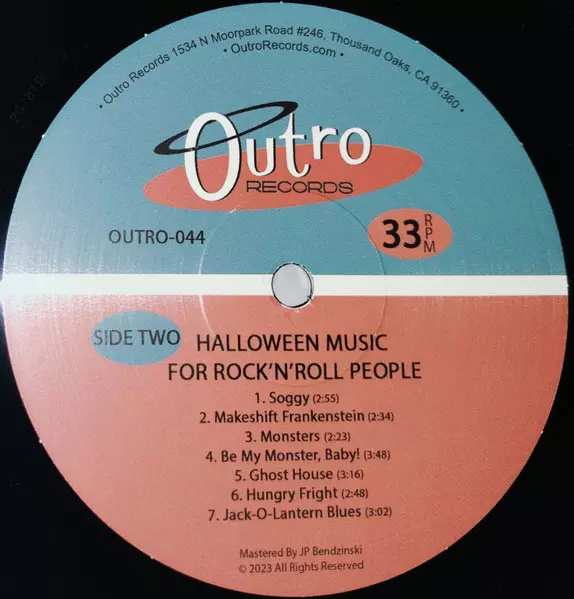 • Outro Records 1534 N Moorpark Road #246, Thousand Oaks, CA 91360 •
• OutroRecords.com •
Outro
RECORDS
OUTRO-044
33 RPM
SIDE TWO
HALLOWEEN MUSIC
FOR ROCK'N'ROLL PEOPLE
1. Soggy (2:55)
2. Makeshift Frankenstein (2:34)
3. Monsters (2:23)
4. Be My Monster, Baby! (3:48)
5. Ghost House (3:16)
6. Hungry Fright (2:48)
7. Jack-O-Lantern Blues (3:02)
Mastered By JP Bendzinski
© 2023 All Rights Reserved